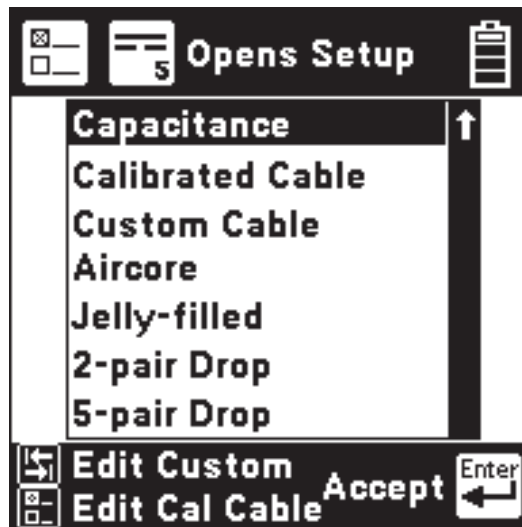 5 Opens Setup
Capacitance
Calibrated Cable
Custom Cable
Aircore
Jelly-filled
2-pair Drop
5-pair Drop
Edit Custom
Edit Cal Cable
Accept Enter